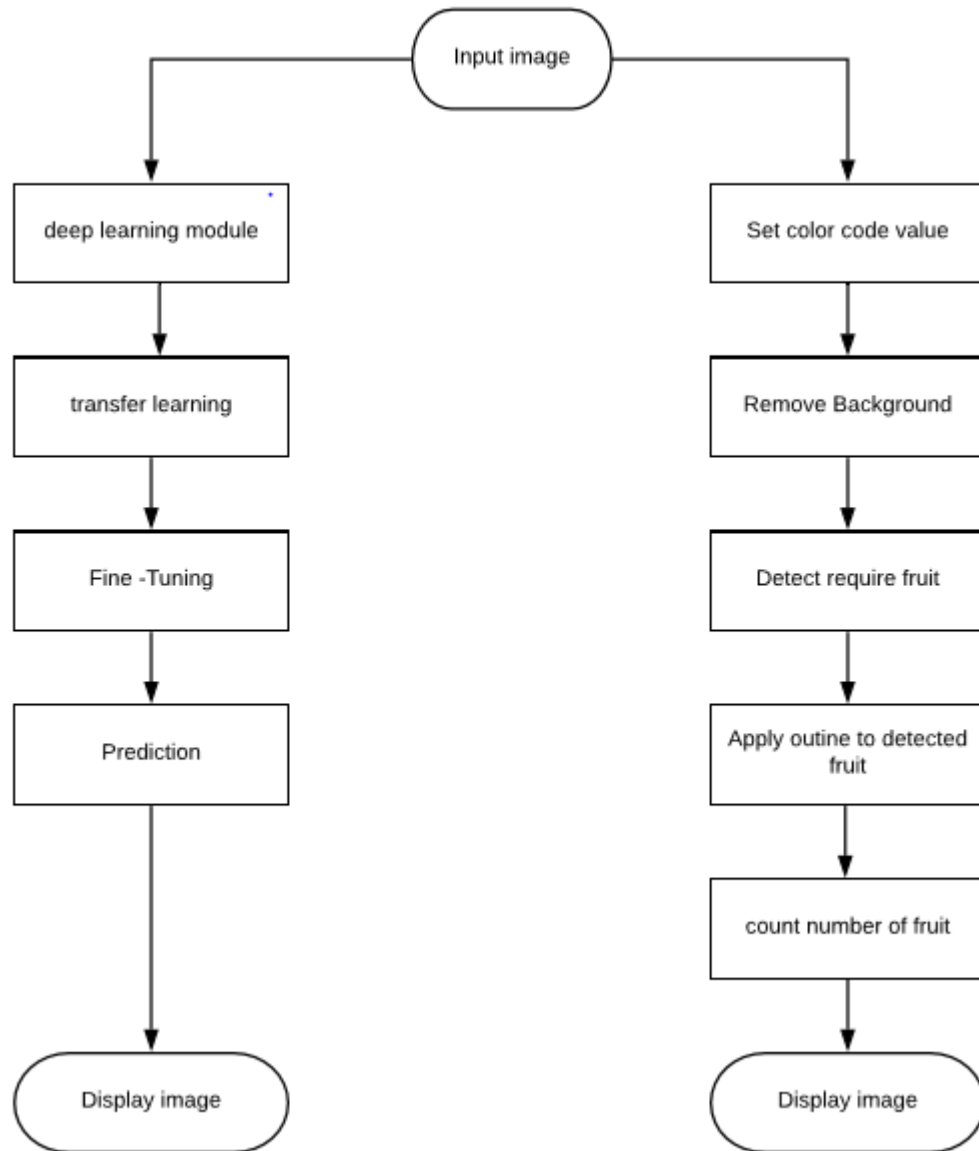 Input image
deep learning module
Set color code value
transfer learning
Remove Background
Fine -Tuning
Detect require fruit
Prediction
Apply outine to detected
fruit
count number of fruit
Display image
Display image